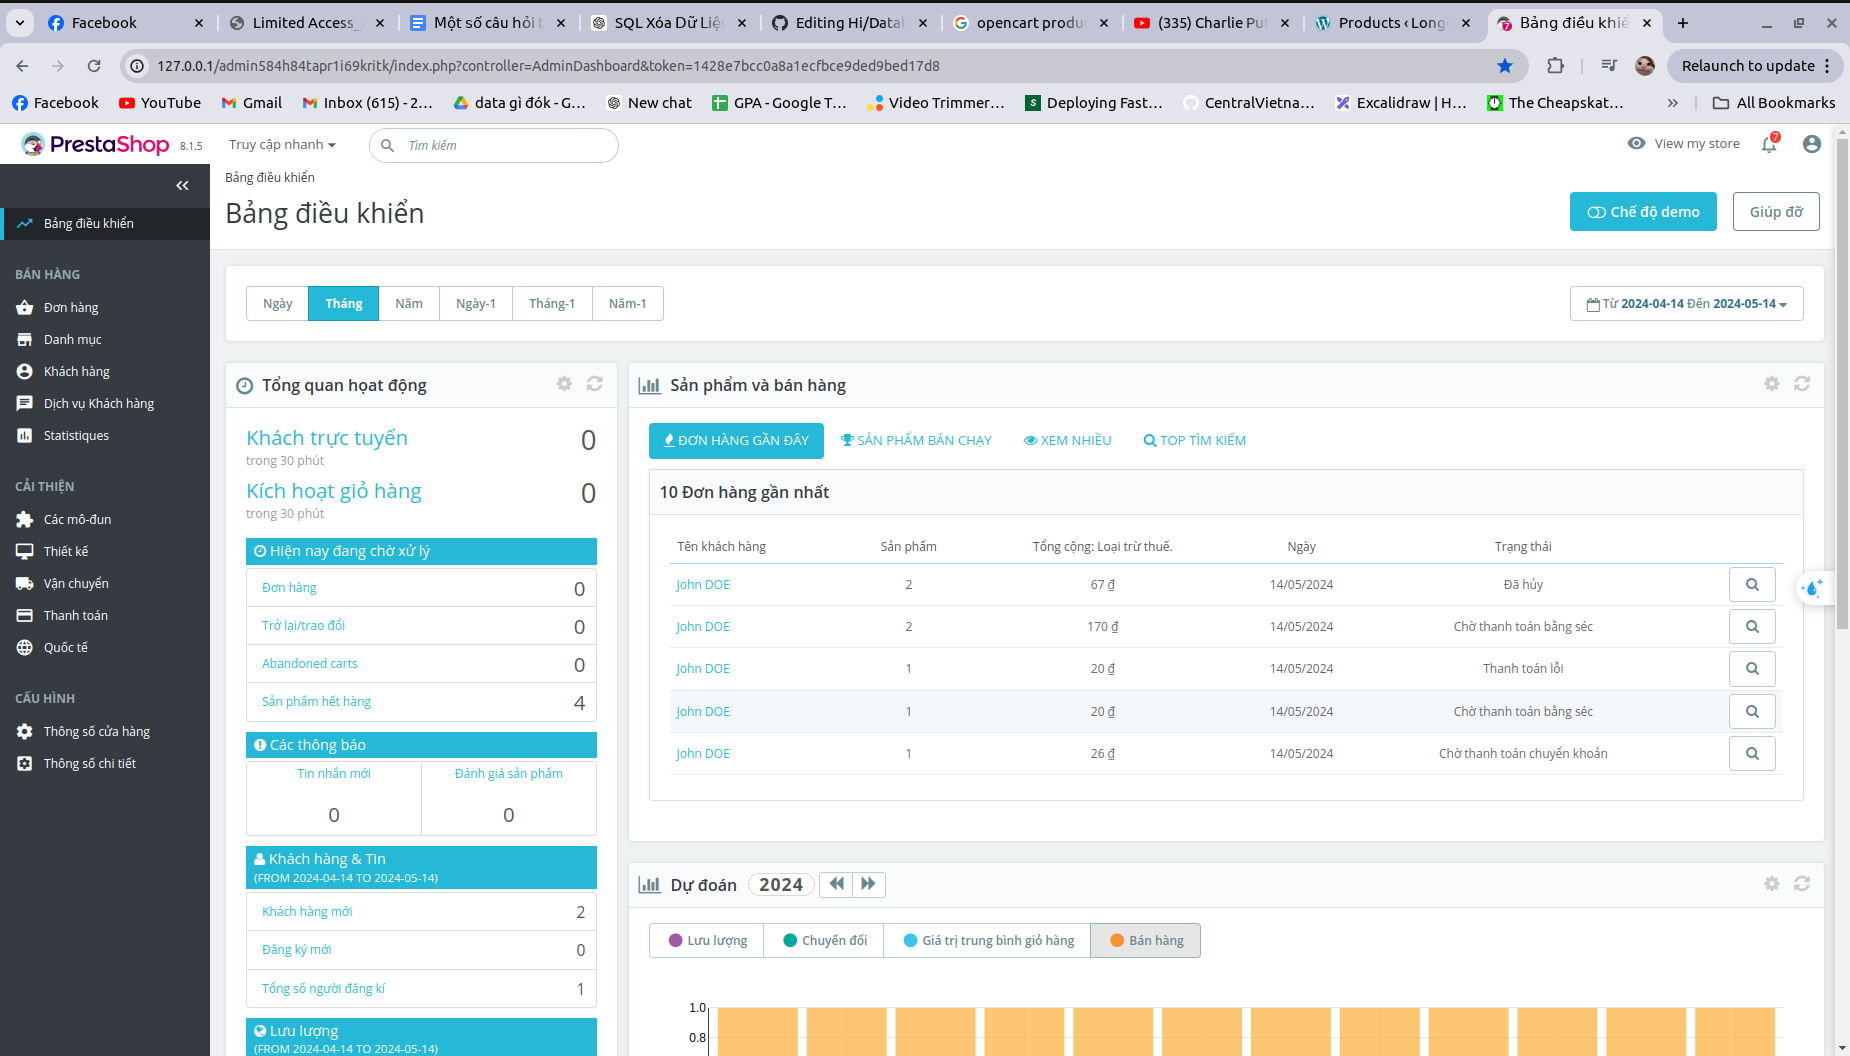 Facebook
Limited Access_
Một số câu hỏi t
SQL Xóa Dữ Liệ
Editing Hi/Datab
opencart produ
(335) Charlie Put
Products ‹ Long
Bảng điều khiể
127.0.0.1/admin584h84tapr1i69kritk/index.php?controller=AdminDashboard&token=1428e7bcc0a8a1ecfbce9ded9bed17d8
Relaunch to update
Facebook
YouTube
Gmail
Inbox (615) - 2...
data gì đók - G...
New chat
GPA - Google T...
Video Trimmer...
Deploying Fast...
CentralVietna...
Excalidraw | H...
The Cheapskat...
All Bookmarks
PrestaShop 8.1.5
Truy cập nhanh
Tìm kiếm
View my store
7
Bảng điều khiển
Bảng điều khiển
Chế độ demo
Giúp đỡ
Bảng điều khiển
BÁN HÀNG
Đơn hàng
Danh mục
Khách hàng
Dịch vụ Khách hàng
Statistiques
CẢI THIỆN
Các mô-đun
Thiết kế
Vận chuyển
Thanh toán
Quốc tế
CẤU HÌNH
Thông số cửa hàng
Thông số chi tiết
Ngày
Tháng
Năm
Ngày-1
Tháng-1
Năm-1
Từ 2024-04-14 Đến 2024-05-14
Tổng quan hoạt động
Khách trực tuyến 0
trong 30 phút
Kích hoạt giỏ hàng 0
trong 30 phút
Hiện nay đang chờ xử lý
Đơn hàng 0
Trở lại/trao đổi 0
Abandoned carts 0
Sản phẩm hết hàng 4
Các thông báo
Tin nhắn mới Đánh giá sản phẩm
0 0
Khách hàng & Tin
(FROM 2024-04-14 TO 2024-05-14)
Khách hàng mới 2
Đăng ký mới 0
Tổng số người đăng kí 1
Lưu lượng
(FROM 2024-04-14 TO 2024-05-14)
Sản phẩm và bán hàng
ĐƠN HÀNG GẦN ĐÂY
SẢN PHẨM BÁN CHẠY
XEM NHIỀU
TOP TÌM KIẾM
10 Đơn hàng gần nhất
Tên khách hàng Sản phẩm Tổng cộng: Loại trừ thuế. Ngày Trạng thái
John DOE 2 67 ₫ 14/05/2024 Đã hủy
John DOE 2 170 ₫ 14/05/2024 Chờ thanh toán bằng séc
John DOE 1 20 ₫ 14/05/2024 Thanh toán lỗi
John DOE 1 20 ₫ 14/05/2024 Chờ thanh toán bằng séc
John DOE 1 26 ₫ 14/05/2024 Chờ thanh toán chuyển khoản
Dự đoán 2024
Lưu lượng
Chuyển đổi
Giá trị trung bình giỏ hàng
Bán hàng
1.0
0.8